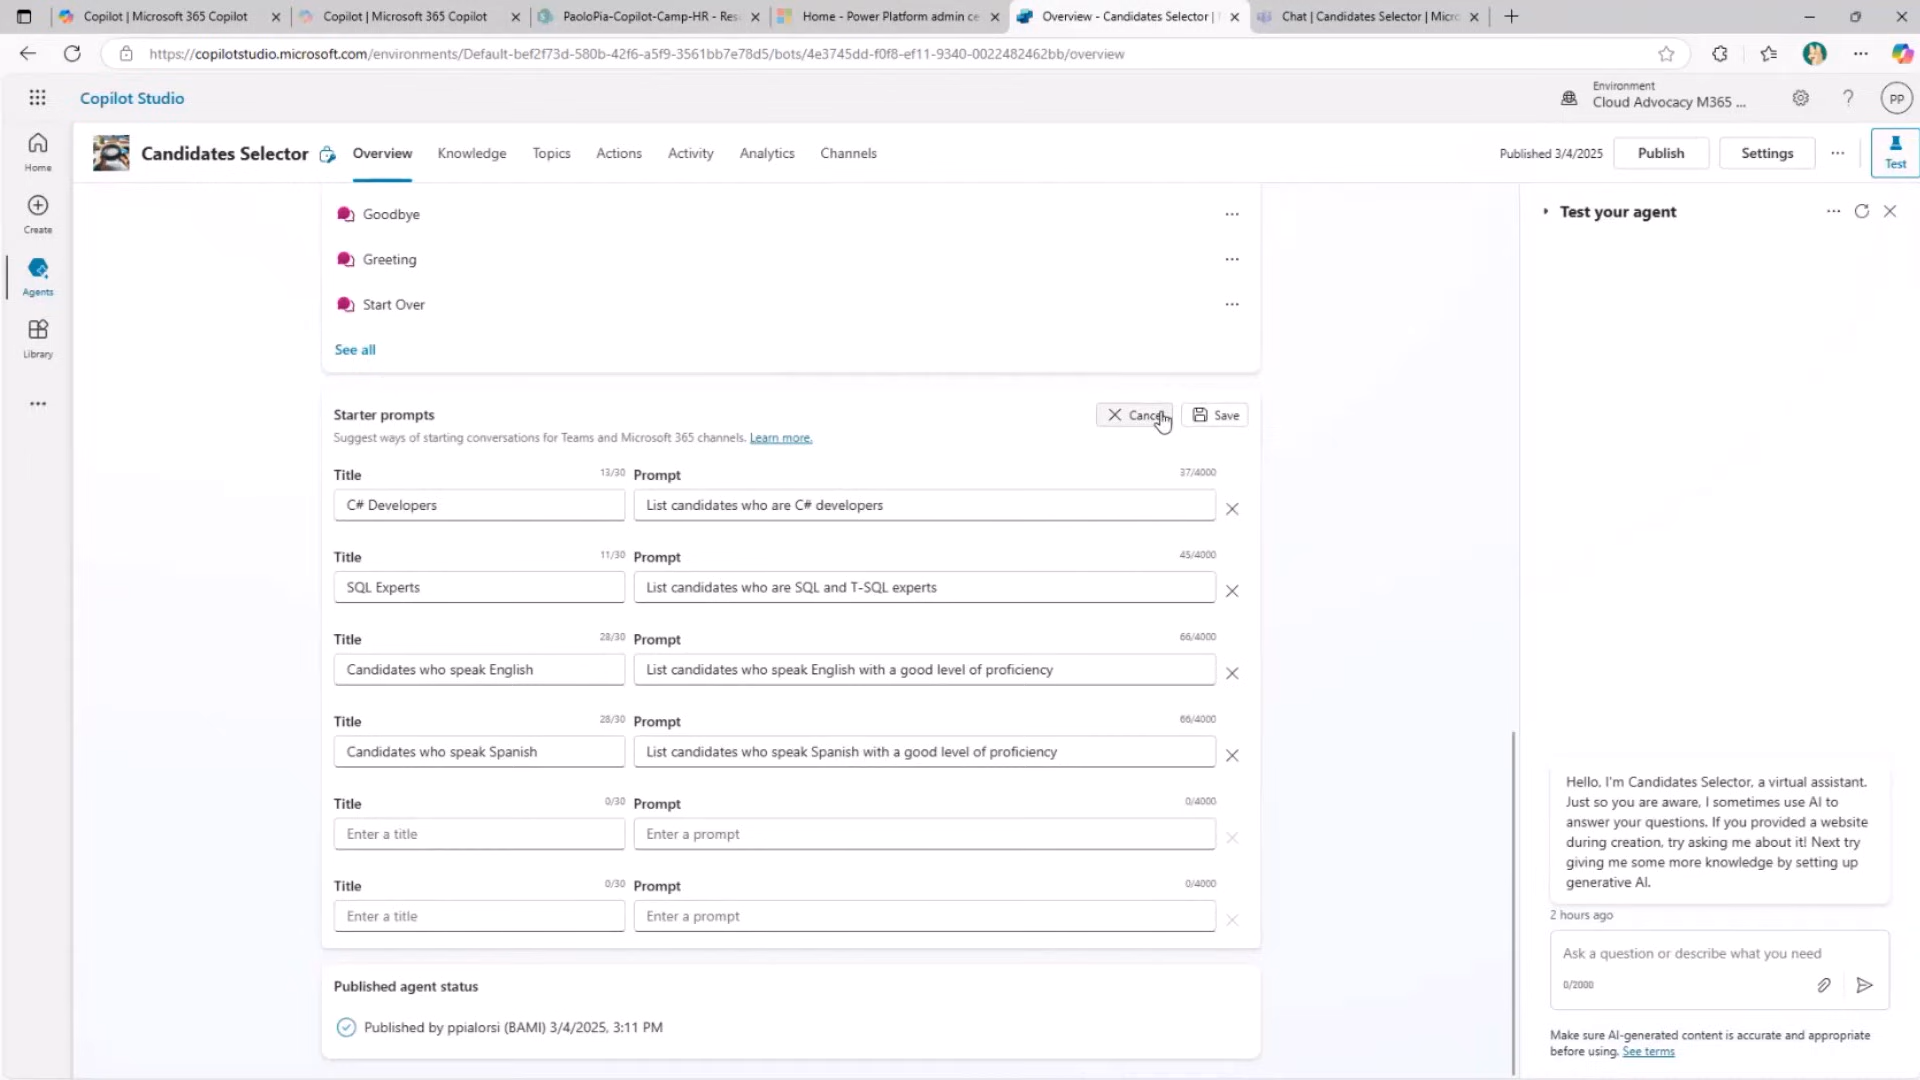 Copilot | Microsoft 365 Copilot
Copilot | Microsoft 365 Copilot
PaoloPia-Copilot-Camp-HR - Res
Home - Power Platform admin ce
Overview - Candidates Selector |
Chat | Candidates Selector | Micro
https://copilotstudio.microsoft.com/environments/Default-bef2f73d-580b-42f6-a5f9-3561bb7e78d5/bots/4e3745dd-f0f8-ef11-9340-0022482462bb/overview
Copilot Studio
Environment
Cloud Advocacy M365 ...
PP
Home
Create
Agents
Library
Candidates Selector
Overview
Knowledge
Topics
Actions
Activity
Analytics
Channels
Published 3/4/2025
Publish
Settings
Test
Goodbye
Greeting
Start Over
See all
Starter prompts
Cancel
Save
Suggest ways of starting conversations for Teams and Microsoft 365 channels. Learn more.
Title 13/30 Prompt 37/4000
C# Developers List candidates who are C# developers
Title 11/30 Prompt 45/4000
SQL Experts List candidates who are SQL and T-SQL experts
Title 28/30 Prompt 66/4000
Candidates who speak English List candidates who speak English with a good level of proficiency
Title 28/30 Prompt 66/4000
Candidates who speak Spanish List candidates who speak Spanish with a good level of proficiency
Title 0/30 Prompt 0/4000
Enter a title Enter a prompt
Title 0/30 Prompt 0/4000
Enter a title Enter a prompt
Published agent status
Published by ppialorsi (BAMI) 3/4/2025, 3:11 PM
Test your agent
Hello, I'm Candidates Selector, a virtual assistant.
Just so you are aware, I sometimes use AI to
answer your questions. If you provided a website
during creation, try asking me about it! Next try
giving me some more knowledge by setting up
generative AI.
2 hours ago
Ask a question or describe what you need
0/2000
Make sure AI-generated content is accurate and appropriate
before using. See terms